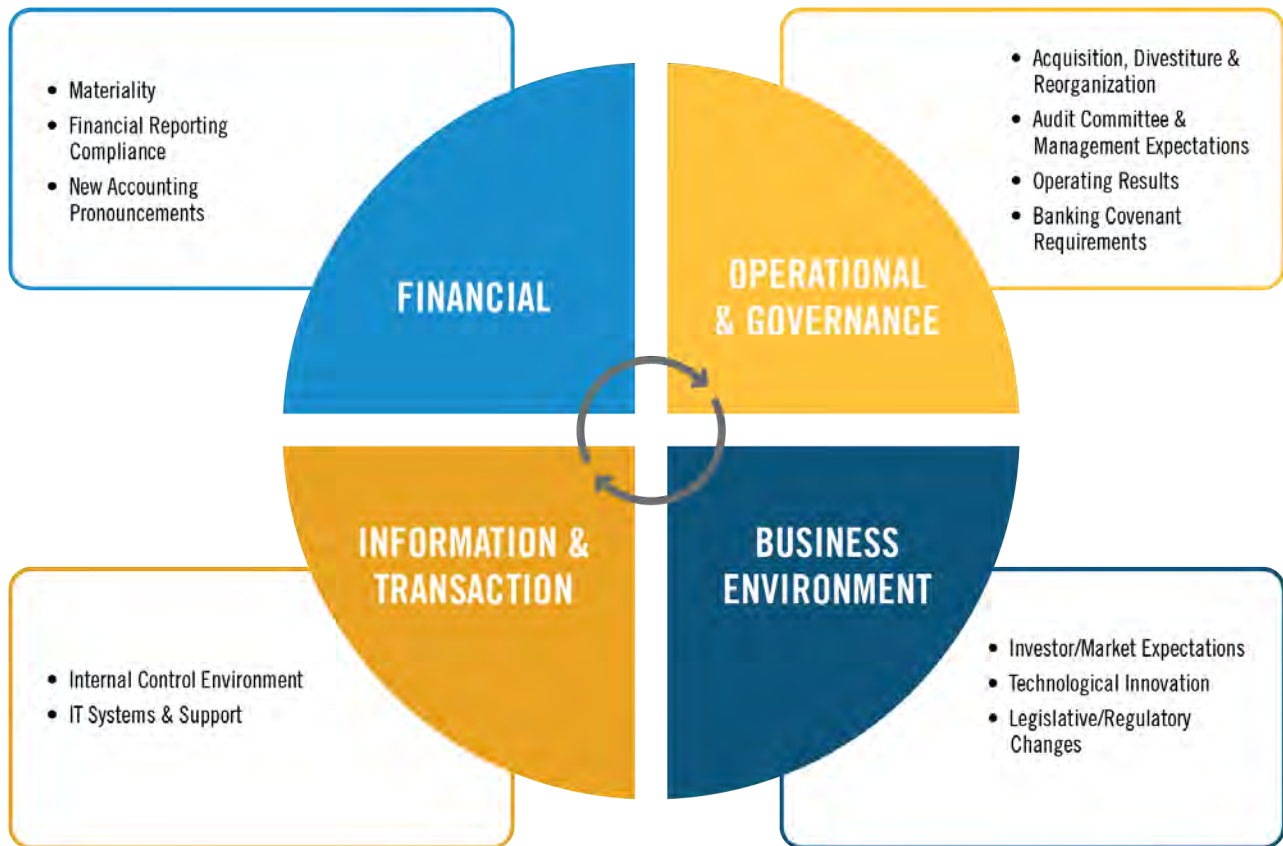 • Materiality
• Financial Reporting
Compliance
• New Accounting
Pronouncements
• Acquisition, Divestiture &
Reorganization
• Audit Committee &
Management Expectations
• Operating Results
• Banking Covenant
Requirements
FINANCIAL
OPERATIONAL
& GOVERNANCE
INFORMATION &
TRANSACTION
BUSINESS
ENVIRONMENT
• Internal Control Environment
• IT Systems & Support
• Investor/Market Expectations
• Technological Innovation
• Legislative/Regulatory
Changes